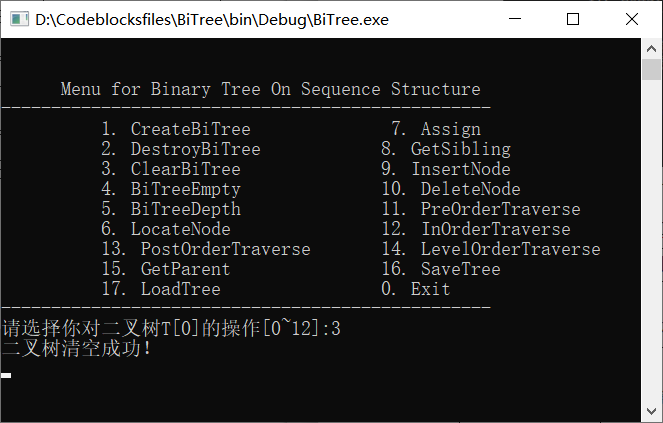 D:\Codeblocksfiles\BiTree\bin\Debug\BiTree.exe
Menu for Binary Tree On Sequence Structure
-------------------------------------------------
1. CreateBiTree 7. Assign
2. DestroyBiTree 8. GetSibling
3. ClearBiTree 9. InsertNode
4. BiTreeEmpty 10. DeleteNode
5. BiTreeDepth 11. PreOrderTraverse
6. LocateNode 12. InOrderTraverse
13. PostOrderTraverse 14. LevelOrderTraverse
15. GetParent 16. SaveTree
17. LoadTree 0. Exit
-------------------------------------------------
请选择你对二叉树T[0]的操作[0~12]:3
二叉树清空成功!